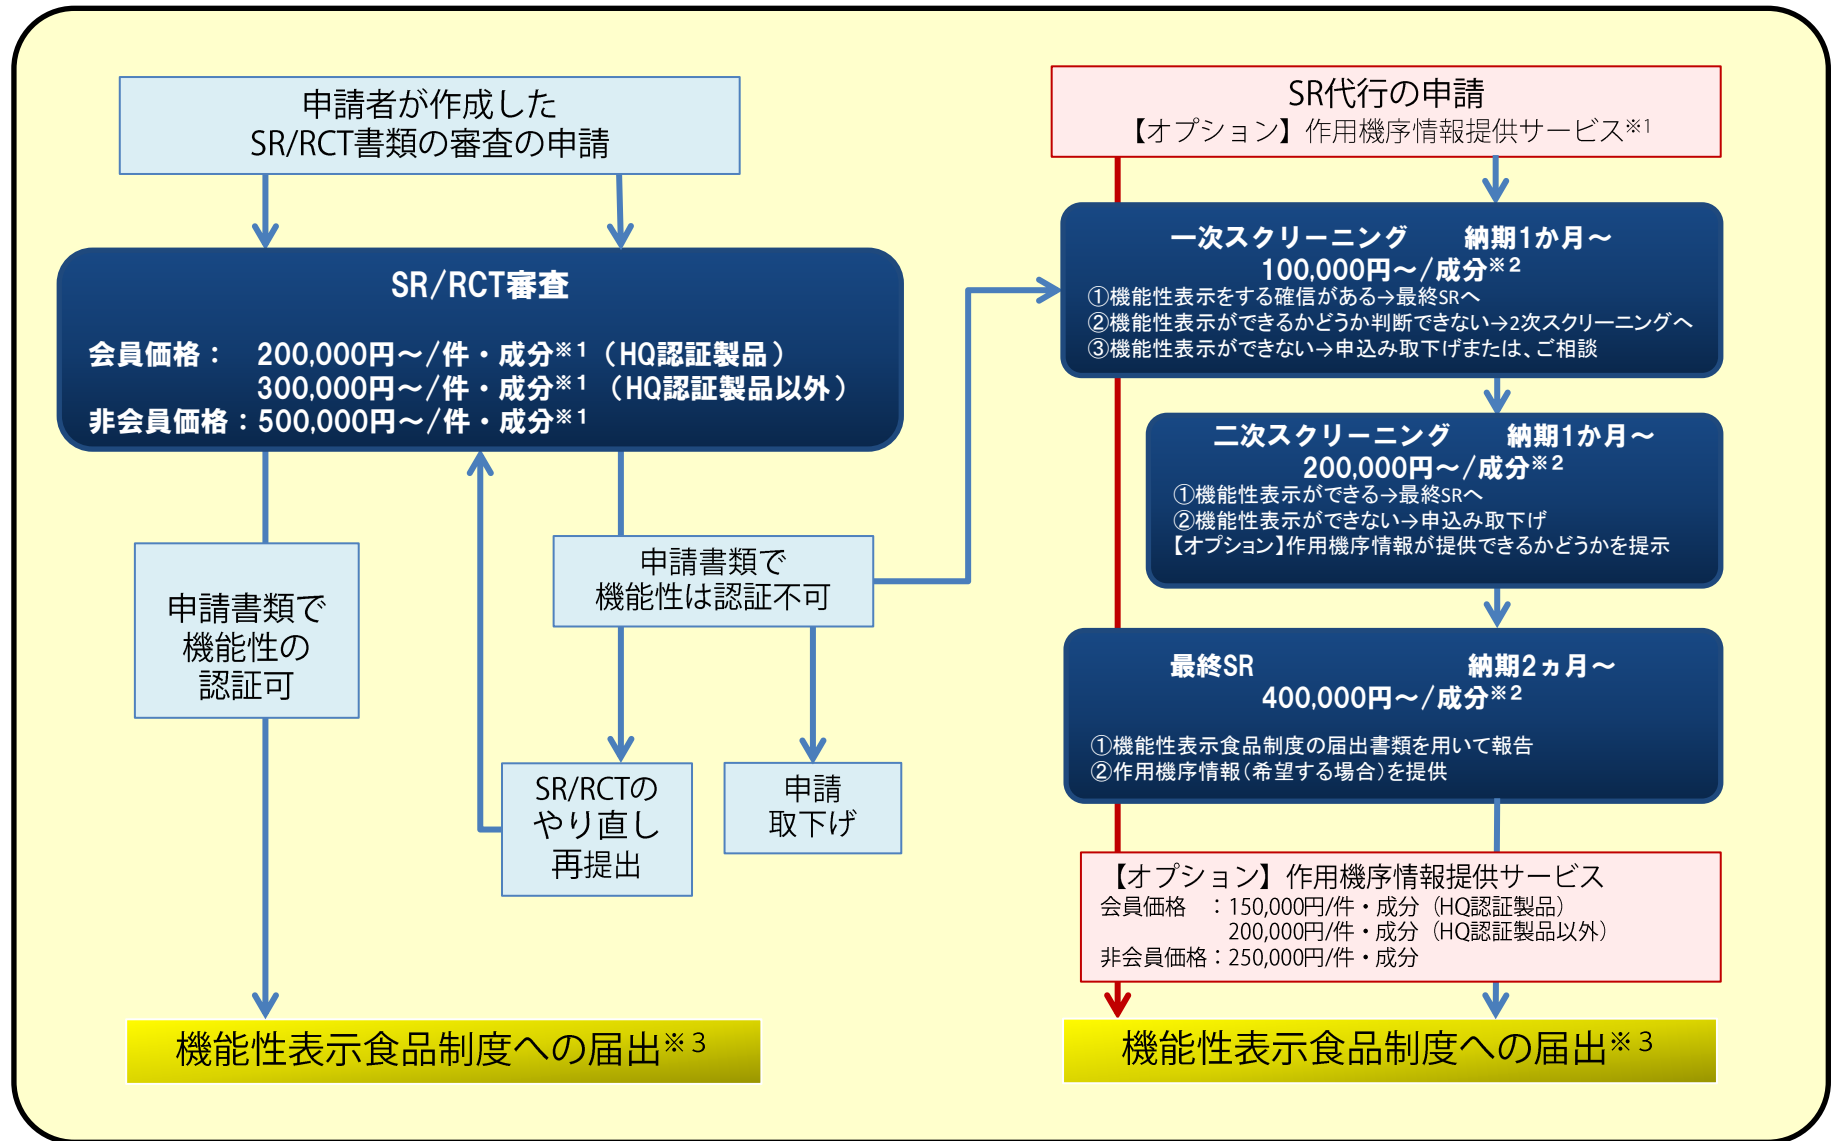 申請者が作成した
SR/RCT書類の審査の申請
SR/RCT審査
会員価格： 200,000円～/件・成分※1（HQ認証製品）
300,000円～/件・成分※1（HQ認証製品以外）
非会員価格：500,000円～/件・成分※1
申請書類で
機能性の
認証可
申請書類で
機能性は認証不可
SR/RCTの
やり直し
再提出
申請
取下げ
機能性表示食品制度への届出※3
SR代行の申請
【オプション】作用機序情報提供サービス※1
一次スクリーニング 納期1か月～
100,000円～/成分※2
①機能性表示をする確信がある→最終SRへ
②機能性表示ができるかどうか判断できない→2次スクリーニングへ
③機能性表示ができない→申込み取下げまたは、ご相談
二次スクリーニング 納期1か月～
200,000円～/成分※2
①機能性表示ができる→最終SRへ
②機能性表示ができない→申込み取下げ
【オプション】作用機序情報が提供できるかどうかを提示
最終SR 納期2ヵ月～
400,000円～/成分※2
①機能性表示食品制度の届出書類を用いて報告
②作用機序情報（希望する場合）を提供
【オプション】作用機序情報提供サービス
会員価格 ：150,000円/件・成分（HQ認証製品）
200,000円/件・成分（HQ認証製品以外）
非会員価格：250,000円/件・成分
機能性表示食品制度への届出※3